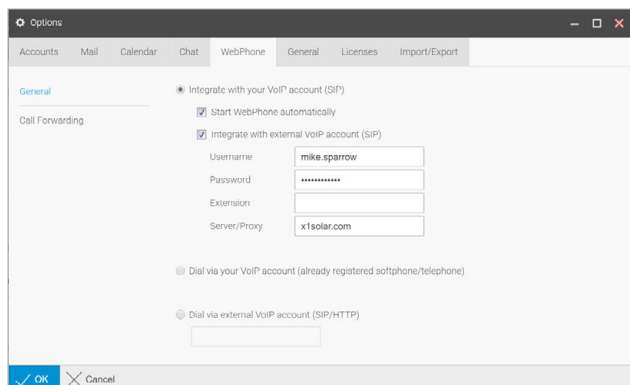 Options
Accounts Mail Calendar Chat WebPhone General Licenses Import/Export
General
Call Forwarding
Integrate with your VoIP account (SIP)
Start WebPhone automatically
Integrate with external VoIP account (SIP)
Username mike.sparrow
Password ••••••••••••
Extension
Server/Proxy x1solar.com
Dial via your VoIP account (already registered softphone/telephone)
Dial via external VoIP account (SIP/HTTP)
OK Cancel